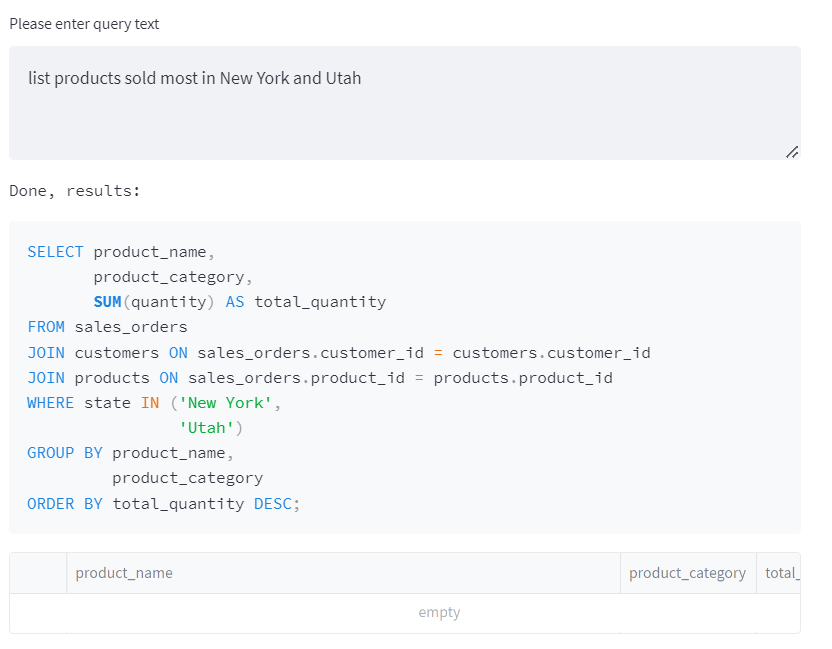 Please enter query text
list products sold most in New York and Utah
Done, results:
SELECT product_name,
       product_category,
       SUM(quantity) AS total_quantity
FROM sales_orders
JOIN customers ON sales_orders.customer_id = customers.customer_id
JOIN products ON sales_orders.product_id = products.product_id
WHERE state IN ('New York',
                'Utah')
GROUP BY product_name,
         product_category
ORDER BY total_quantity DESC;
product_name product_category total_
empty